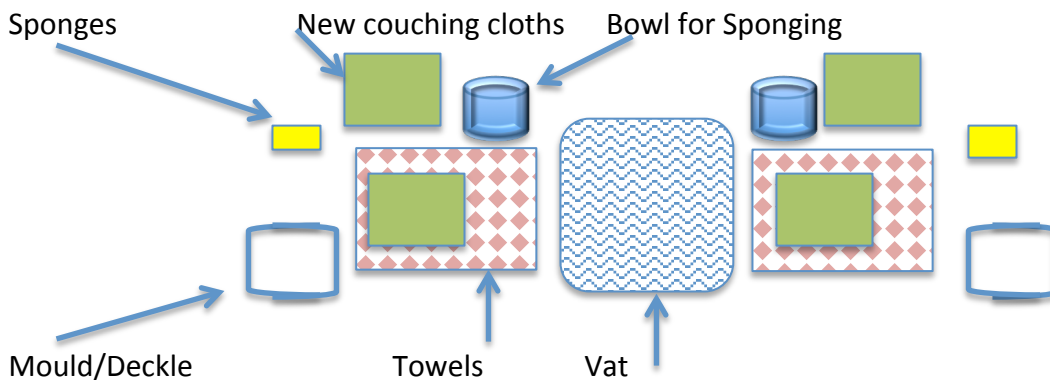 Sponges
New couching cloths
Bowl for Sponging
Mould/Deckle
Towels
Vat